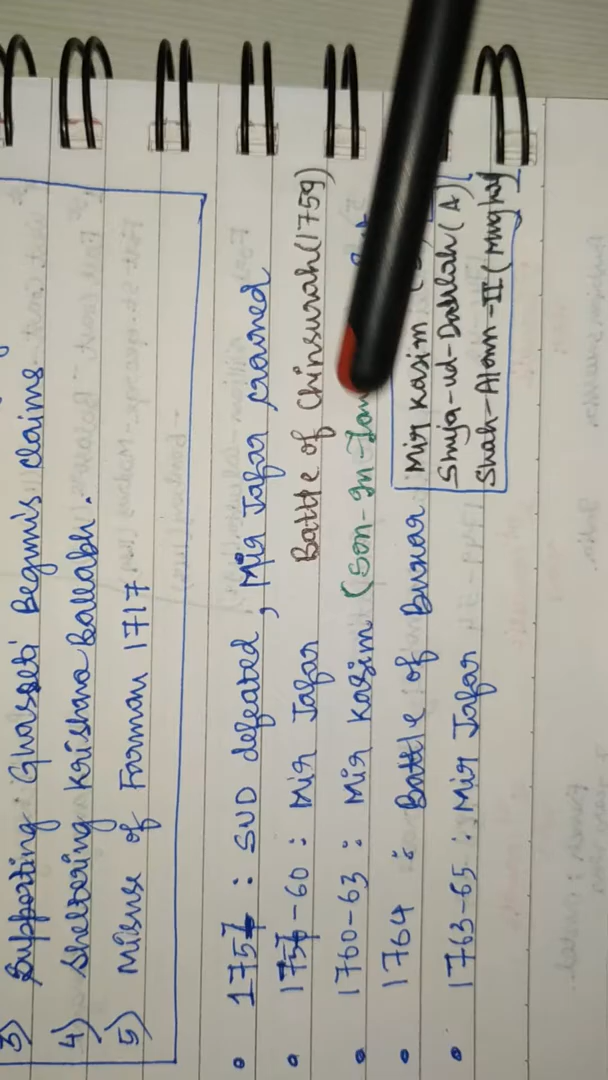 3) Supporting Ghasseti Begum's claims.
4) Sheltering Krishna Ballabh.
5) Misuse of Farman 1717
• 1757 : SUD defeated, Mir Jafar crowned
• 1757-60 : Mir Jafar Battle of Chinsurah (1759)
• 1760-63 : Mir Kasim (Son-In-Law
• 1764 : Battle of Buxar
Mir Kasim
Shuja-ud-Daulah (A)
Shah-Alam-II (Mughal)
• 1763-65 : Mir Jafar